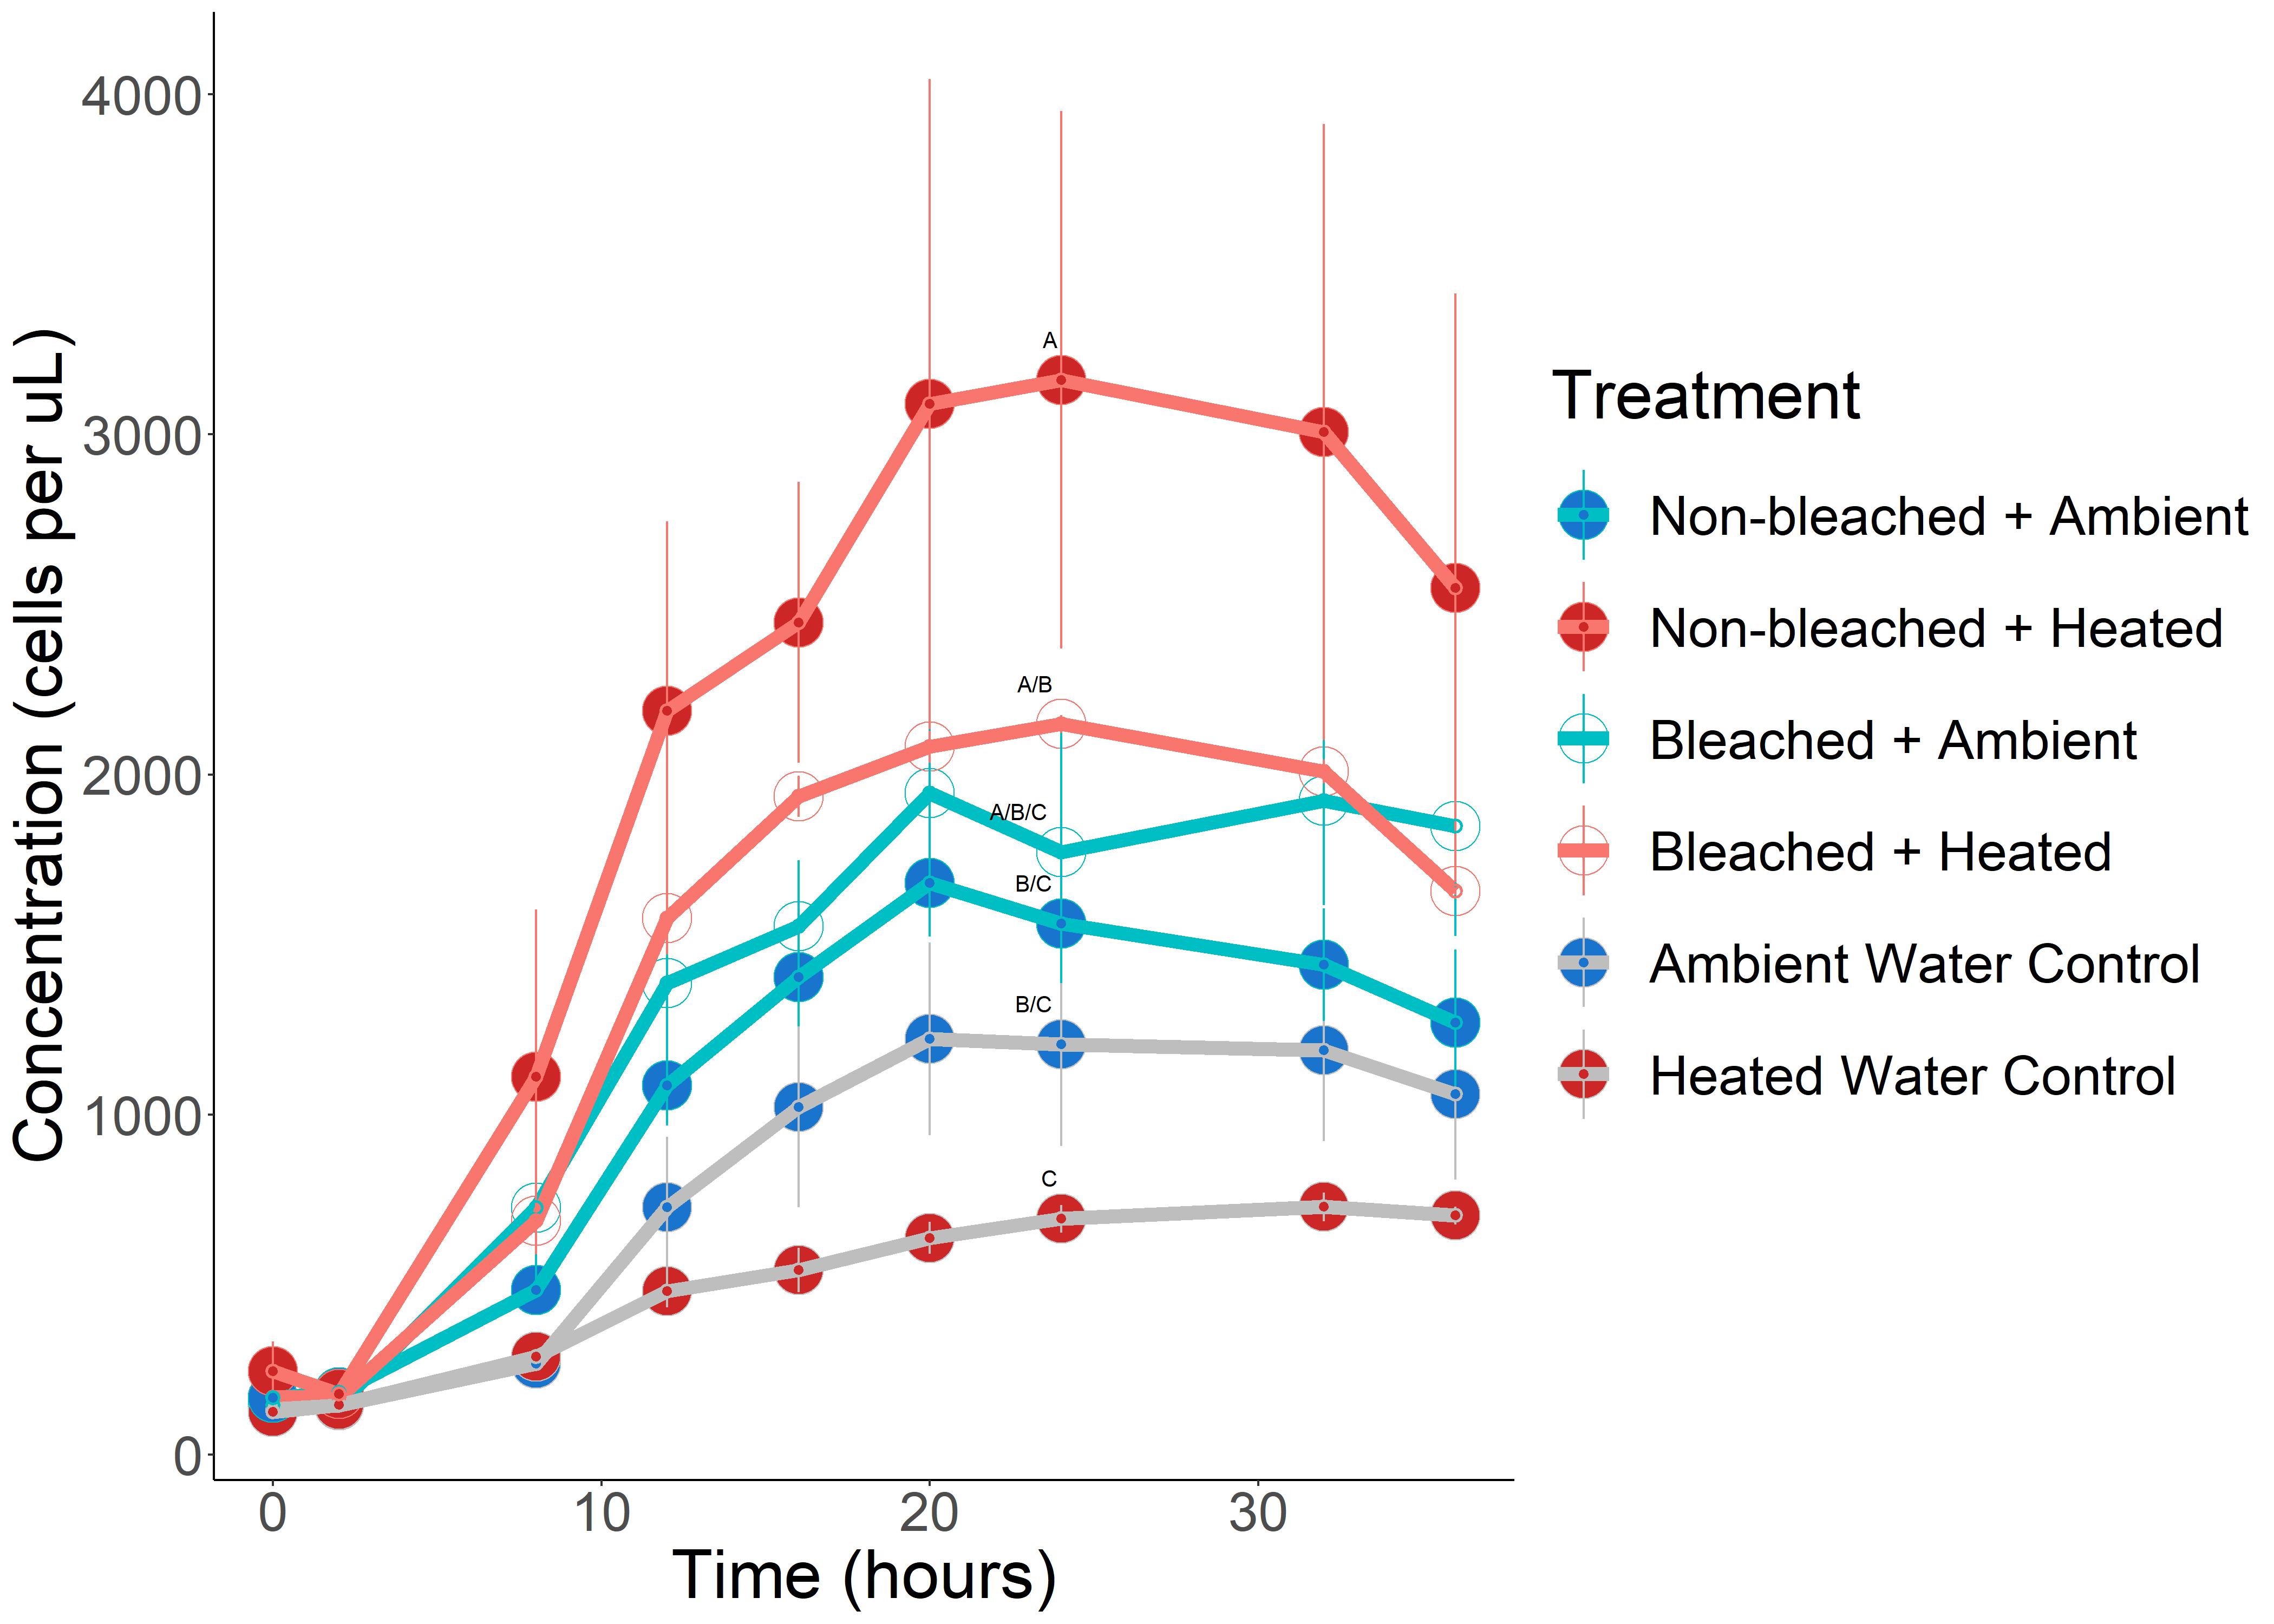 4000
3000
2000
1000
0
Concentration (cells per uL)
A
A/B
A/B/C
B/C
B/C
C
0 10 20 30
Time (hours)
Treatment
Non-bleached + Ambient
Non-bleached + Heated
Bleached + Ambient
Bleached + Heated
Ambient Water Control
Heated Water Control